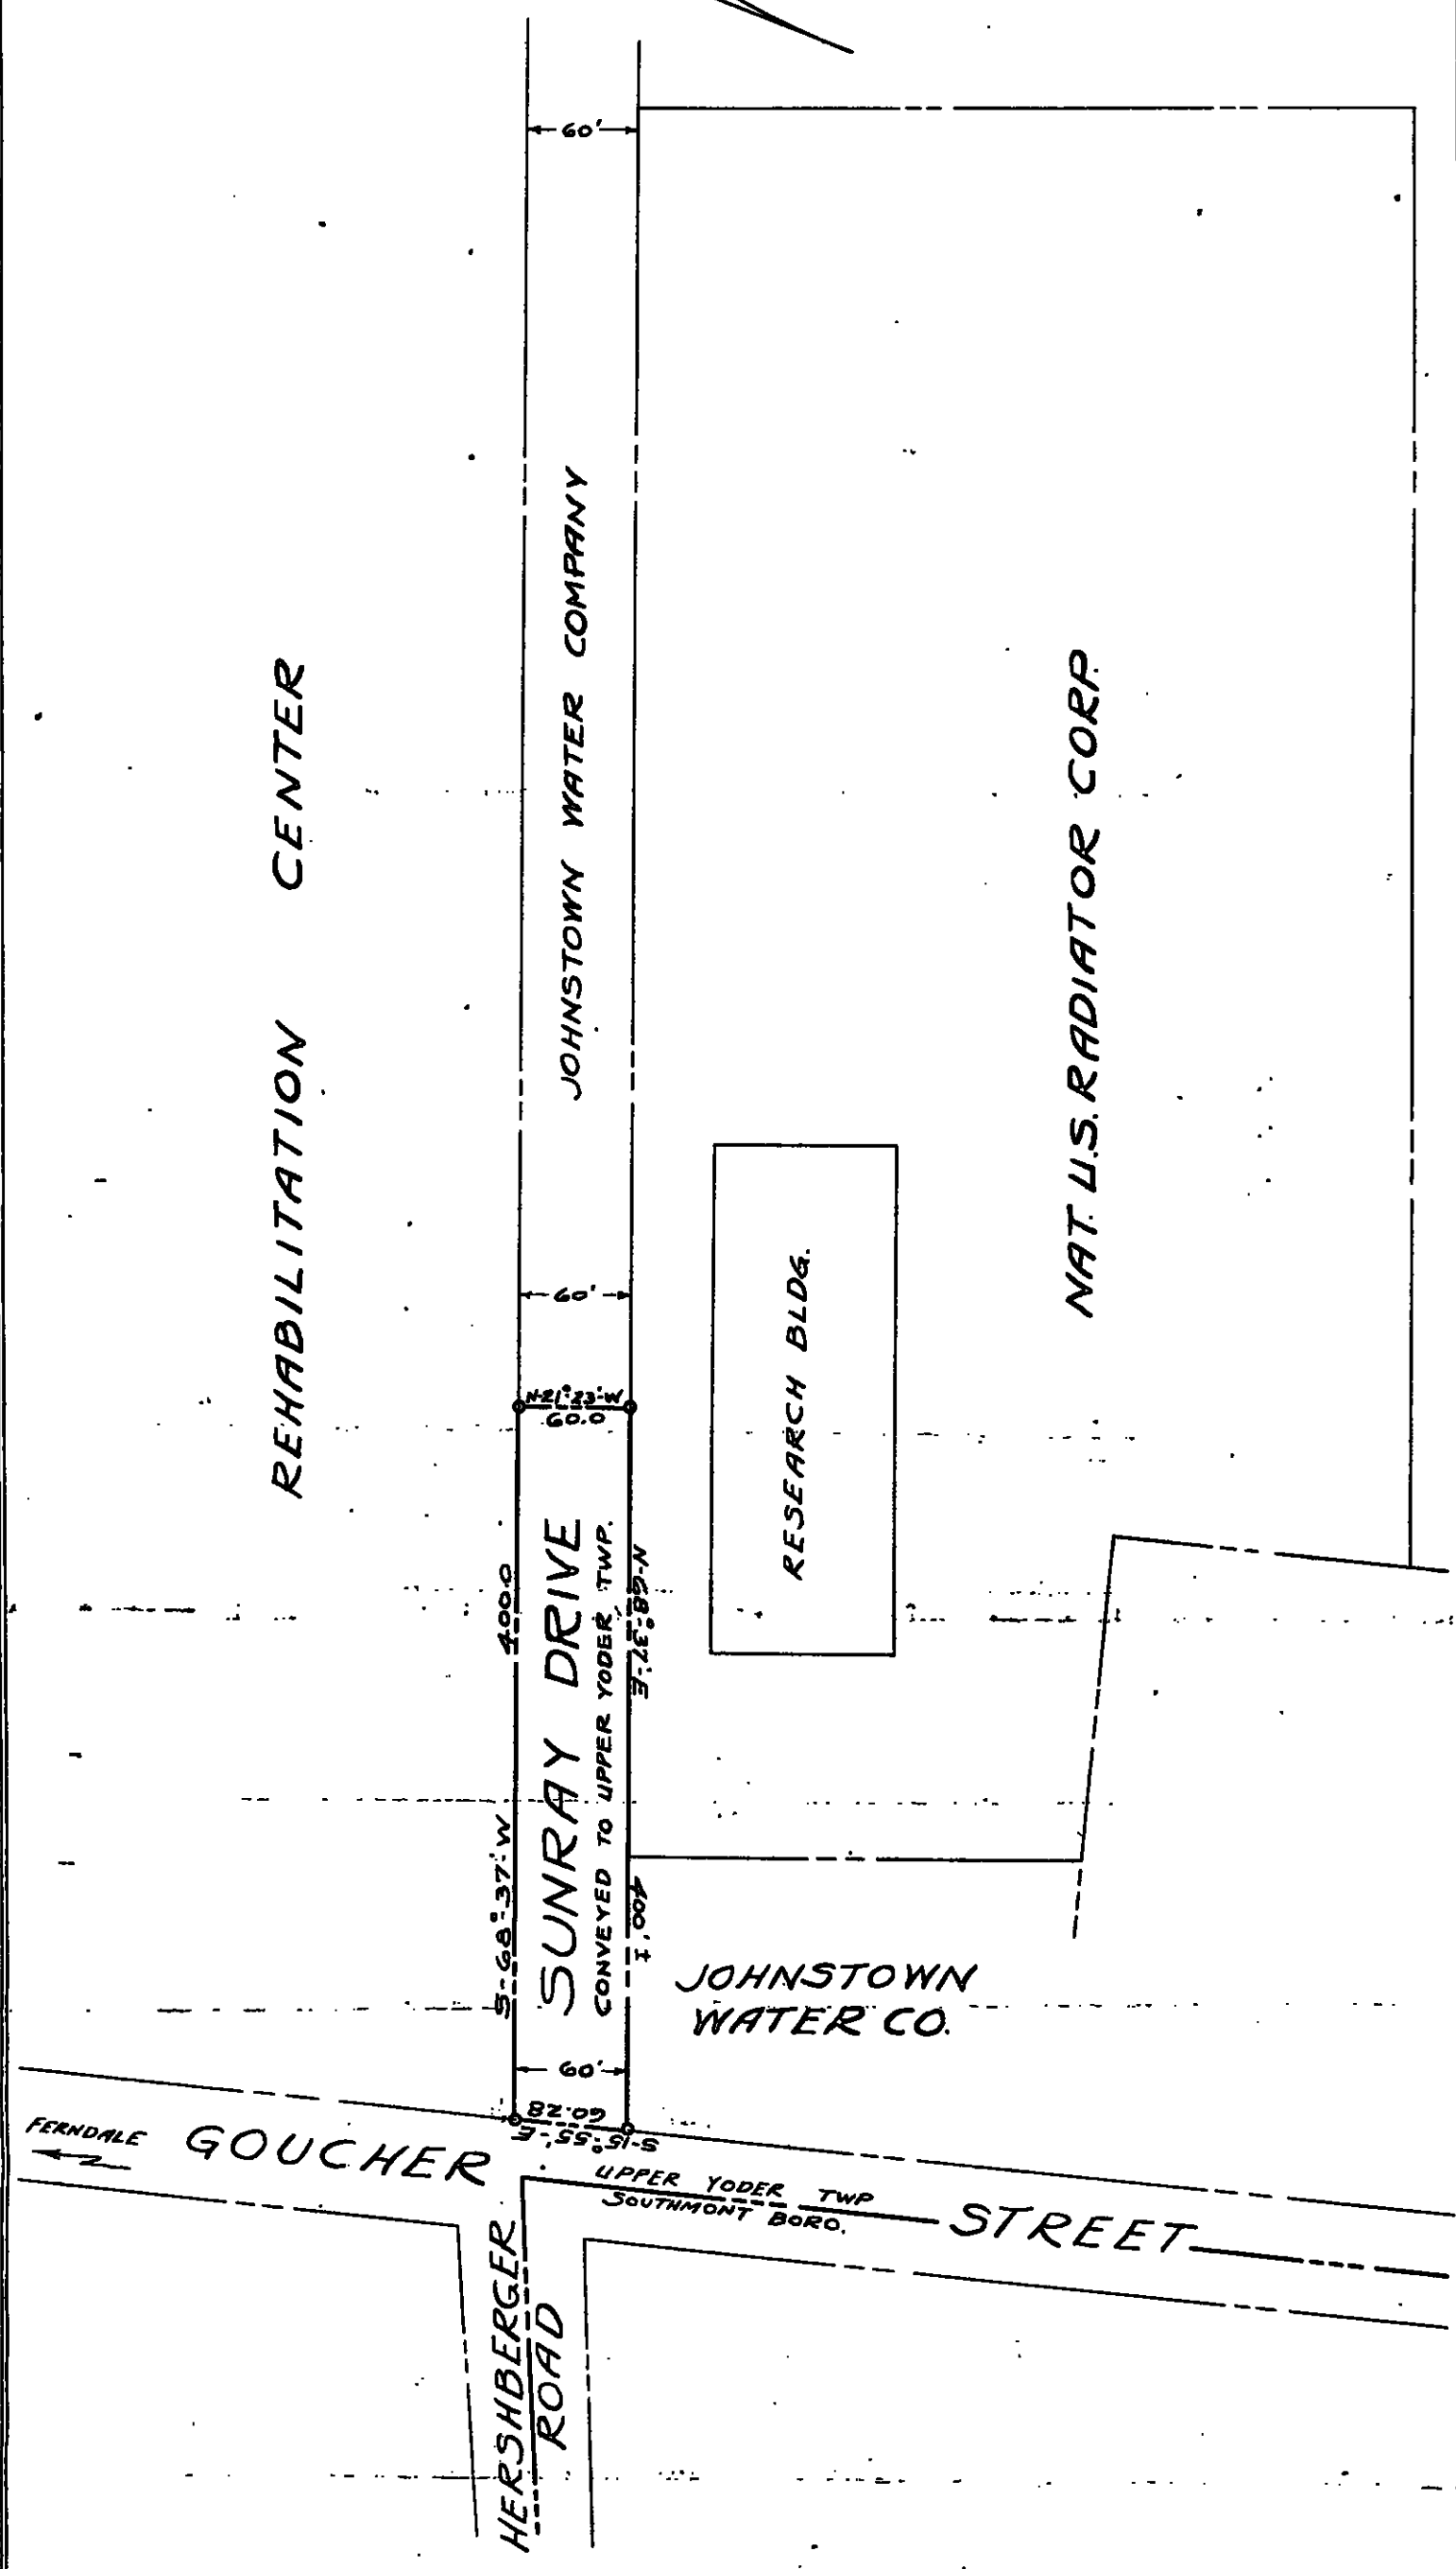 60'
REHABILITATION CENTER
JOHNSTOWN WATER COMPANY
NAT. U.S. RADIATOR CORP.
60'
RESEARCH BLDG.
N-21°-23'-W
60.0
S-68°-37'-W 400.0
SUNRAY DRIVE
CONVEYED TO UPPER YODER, TWP.
N-68°-37'-E
400.'±
JOHNSTOWN
WATER CO.
60'
60.28
S-15°-55'-E
FERNDALE
GOUCHER STREET
UPPER YODER TWP
SOUTHMONT BORO.
HERSHBERGER
ROAD